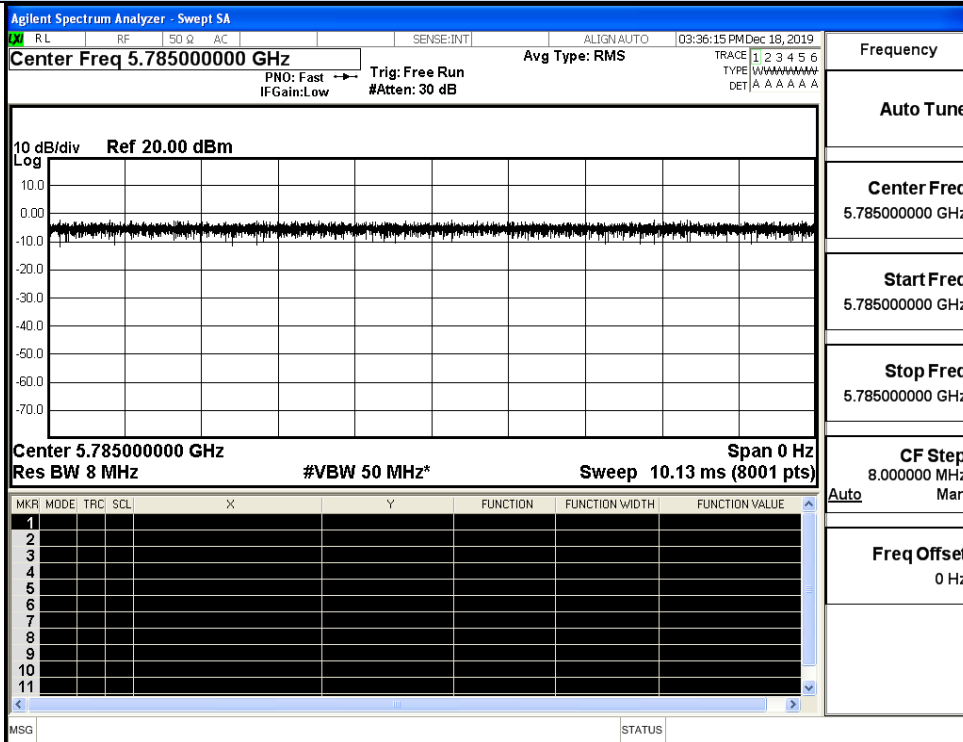 Agilent Spectrum Analyzer - Swept SA
LXI RL RF 50 Ω AC SENSE:INT ALIGN AUTO 03:36:15 PM Dec 18, 2019
Center Freq 5.785000000 GHz
Avg Type: RMS
TRACE 1 2 3 4 5 6
PNO: Fast
Trig: Free Run
TYPE WWWWWW
IFGain:Low
#Atten: 30 dB
DET A A A A A A
10 dB/div Ref 20.00 dBm
Log
10.0
0.00
-10.0
-20.0
-30.0
-40.0
-50.0
-60.0
-70.0
Center 5.785000000 GHz Span 0 Hz
Res BW 8 MHz #VBW 50 MHz* Sweep 10.13 ms (8001 pts)
MKR MODE TRC SCL X Y FUNCTION FUNCTION WIDTH FUNCTION VALUE
1
2
3
4
5
6
7
8
9
10
11
MSG STATUS
Frequency
Auto Tune
Center Freq
5.785000000 GHz
Start Freq
5.785000000 GHz
Stop Freq
5.785000000 GHz
CF Step
8.000000 MHz
Auto Man
Freq Offset
0 Hz